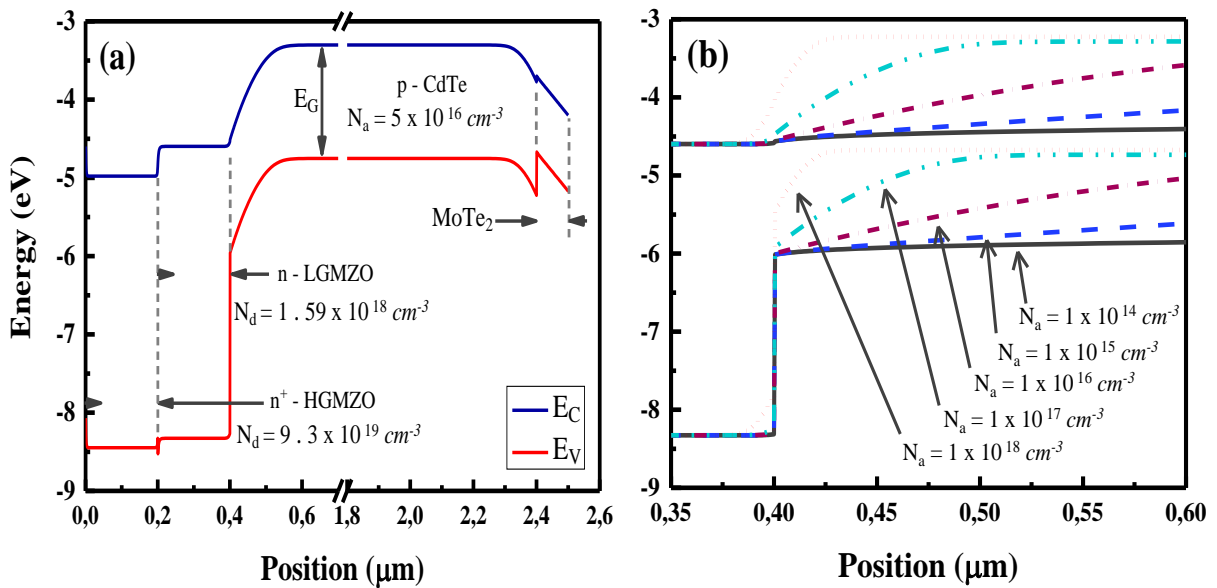 (a)
Energy (eV)
-3
-4
-5
-6
-7
-8
-9
E_G
p - CdTe
N_a = 5 x 10^16 cm^-3
MoTe_2
n - LGMZO
N_d = 1 . 59 x 10^18 cm^-3
n^+ - HGMZO
N_d = 9 . 3 x 10^19 cm^-3
E_C
E_V
0,0 0,2 0,4 0,6 1,8 2,0 2,2 2,4 2,6
Position (μm)
(b)
-3
-4
-5
-6
-7
-8
-9
N_a = 1 x 10^14 cm^-3
N_a = 1 x 10^15 cm^-3
N_a = 1 x 10^16 cm^-3
N_a = 1 x 10^17 cm^-3
N_a = 1 x 10^18 cm^-3
0,35 0,40 0,45 0,50 0,55 0,60
Position (μm)